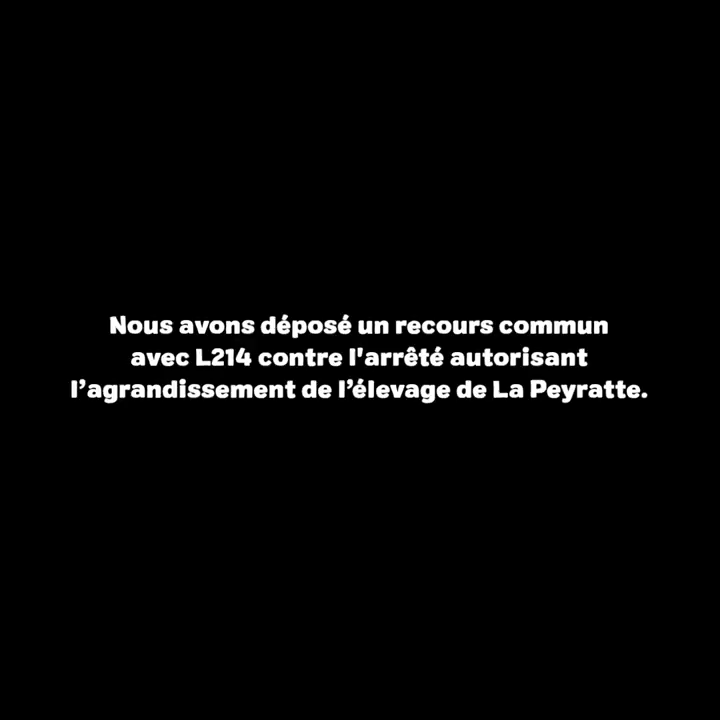 Nous avons déposé un recours commun
avec L214 contre l'arrêté autorisant
l’agrandissement de l’élevage de La Peyratte.